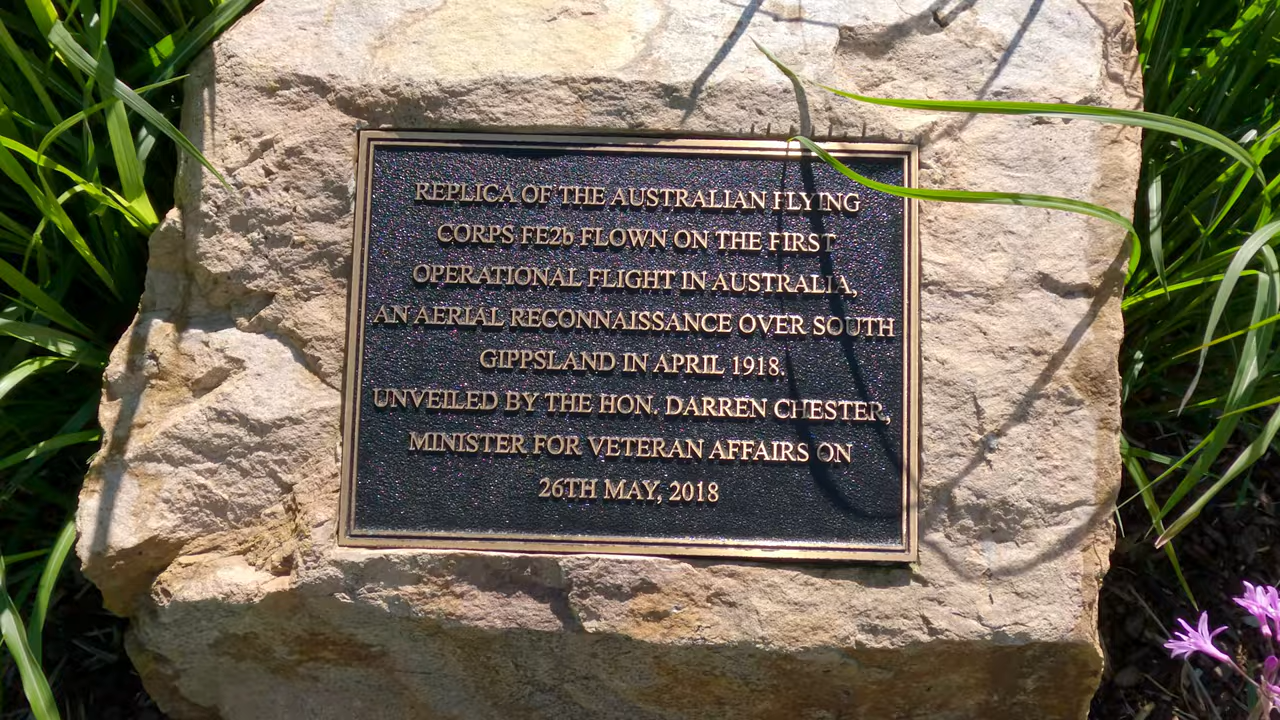 REPLICA OF THE AUSTRALIAN FLYING
CORPS FE2b FLOWN ON THE FIRST
OPERATIONAL FLIGHT IN AUSTRALIA,
AN AERIAL RECONNAISSANCE OVER SOUTH
GIPPSLAND IN APRIL 1918.
UNVEILED BY THE HON. DARREN CHESTER,
MINISTER FOR VETERAN AFFAIRS ON
26TH MAY, 2018